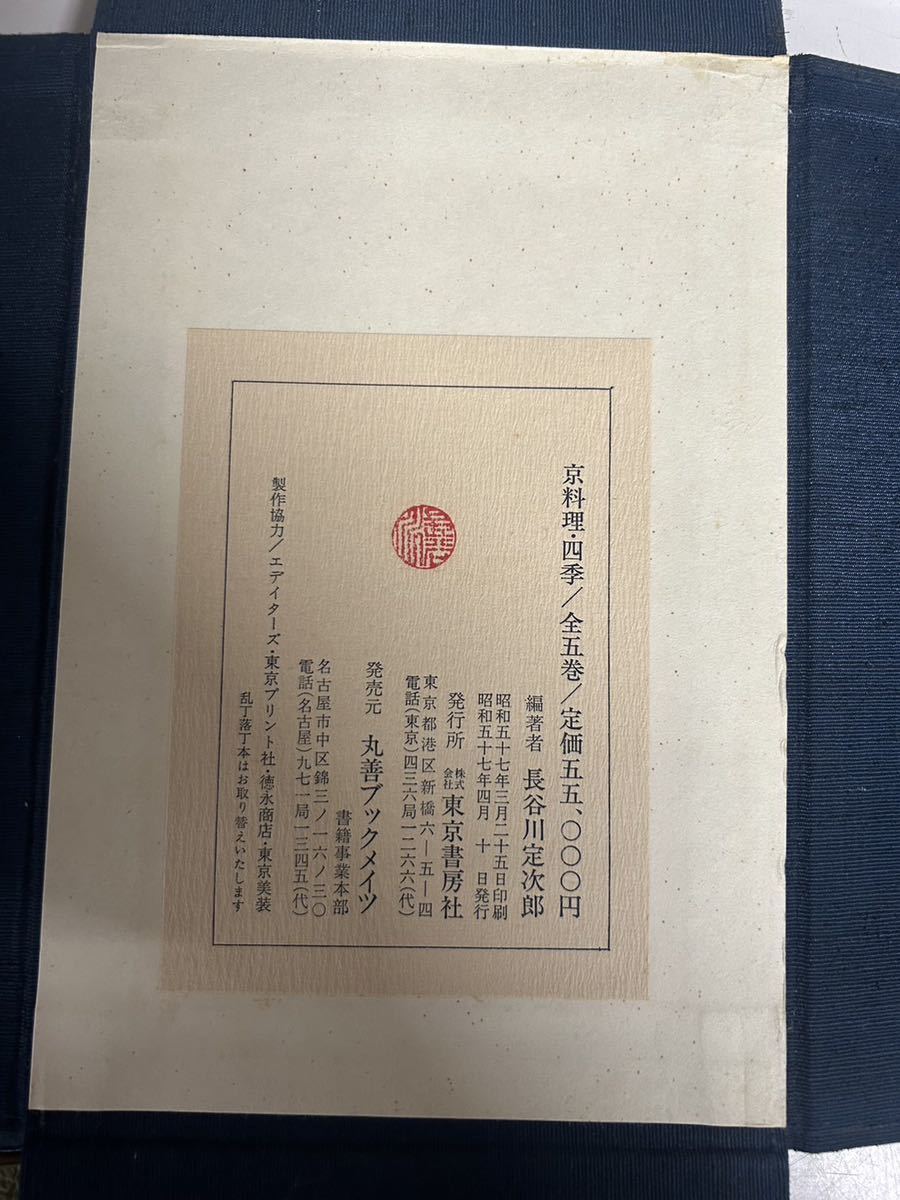 京料理・四季/全五巻/定価五五、〇〇〇円
編著者 長谷川定次郎
昭和五十七年三月二十五日印刷
昭和五十七年四月 十 日発行
発行所 株式会社 東京書房社
東京都港区新橋六―五―四
電話(東京)四三六局一二六六(代)
発売元 丸善ブックメイツ
書籍事業本部
名古屋市中区錦三ノ一六ノ三〇
電話(名古屋)九七一局一三四五(代)
製作協力/エデイターズ・東京プリント社・徳永商店・東京美装
乱丁落丁本はお取り替えいたします